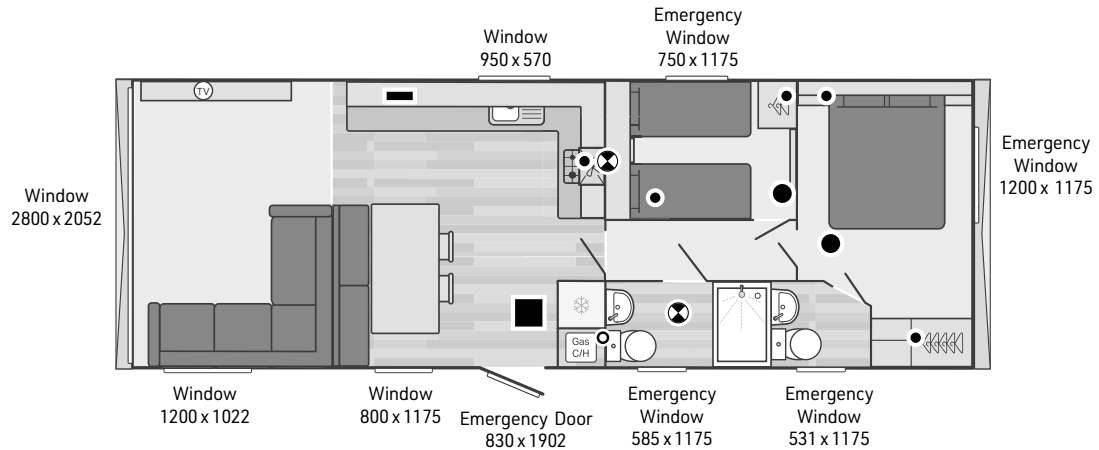 Emergency
Window
750 x 1175
Window
950 x 570
TV
Emergency
Window
1200 x 1175
Window
2800 x 2052
Gas
C/H
Window
1200 x 1022
Window
800 x 1175
Emergency Door
830 x 1902
Emergency
Window
585 x 1175
Emergency
Window
531 x 1175